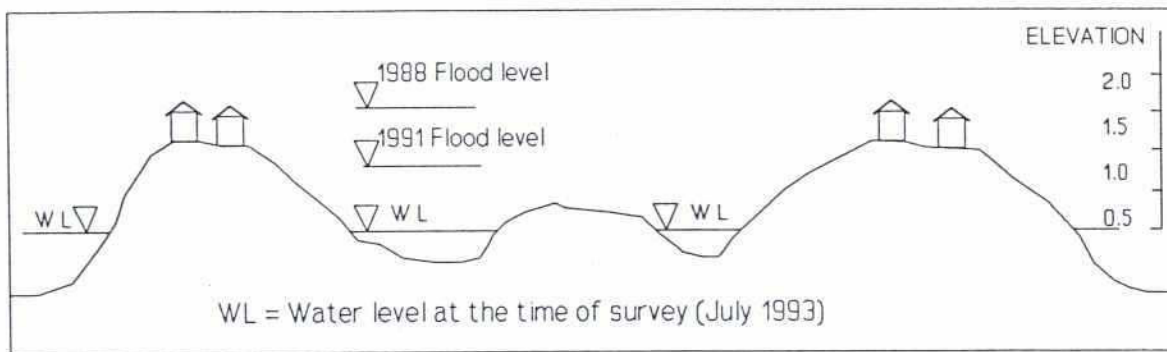 ELEVATION
1988 Flood level
2.0
1.5
1991 Flood level
1.0
WL
WL
WL
0.5
WL = Water level at the time of survey (July 1993)